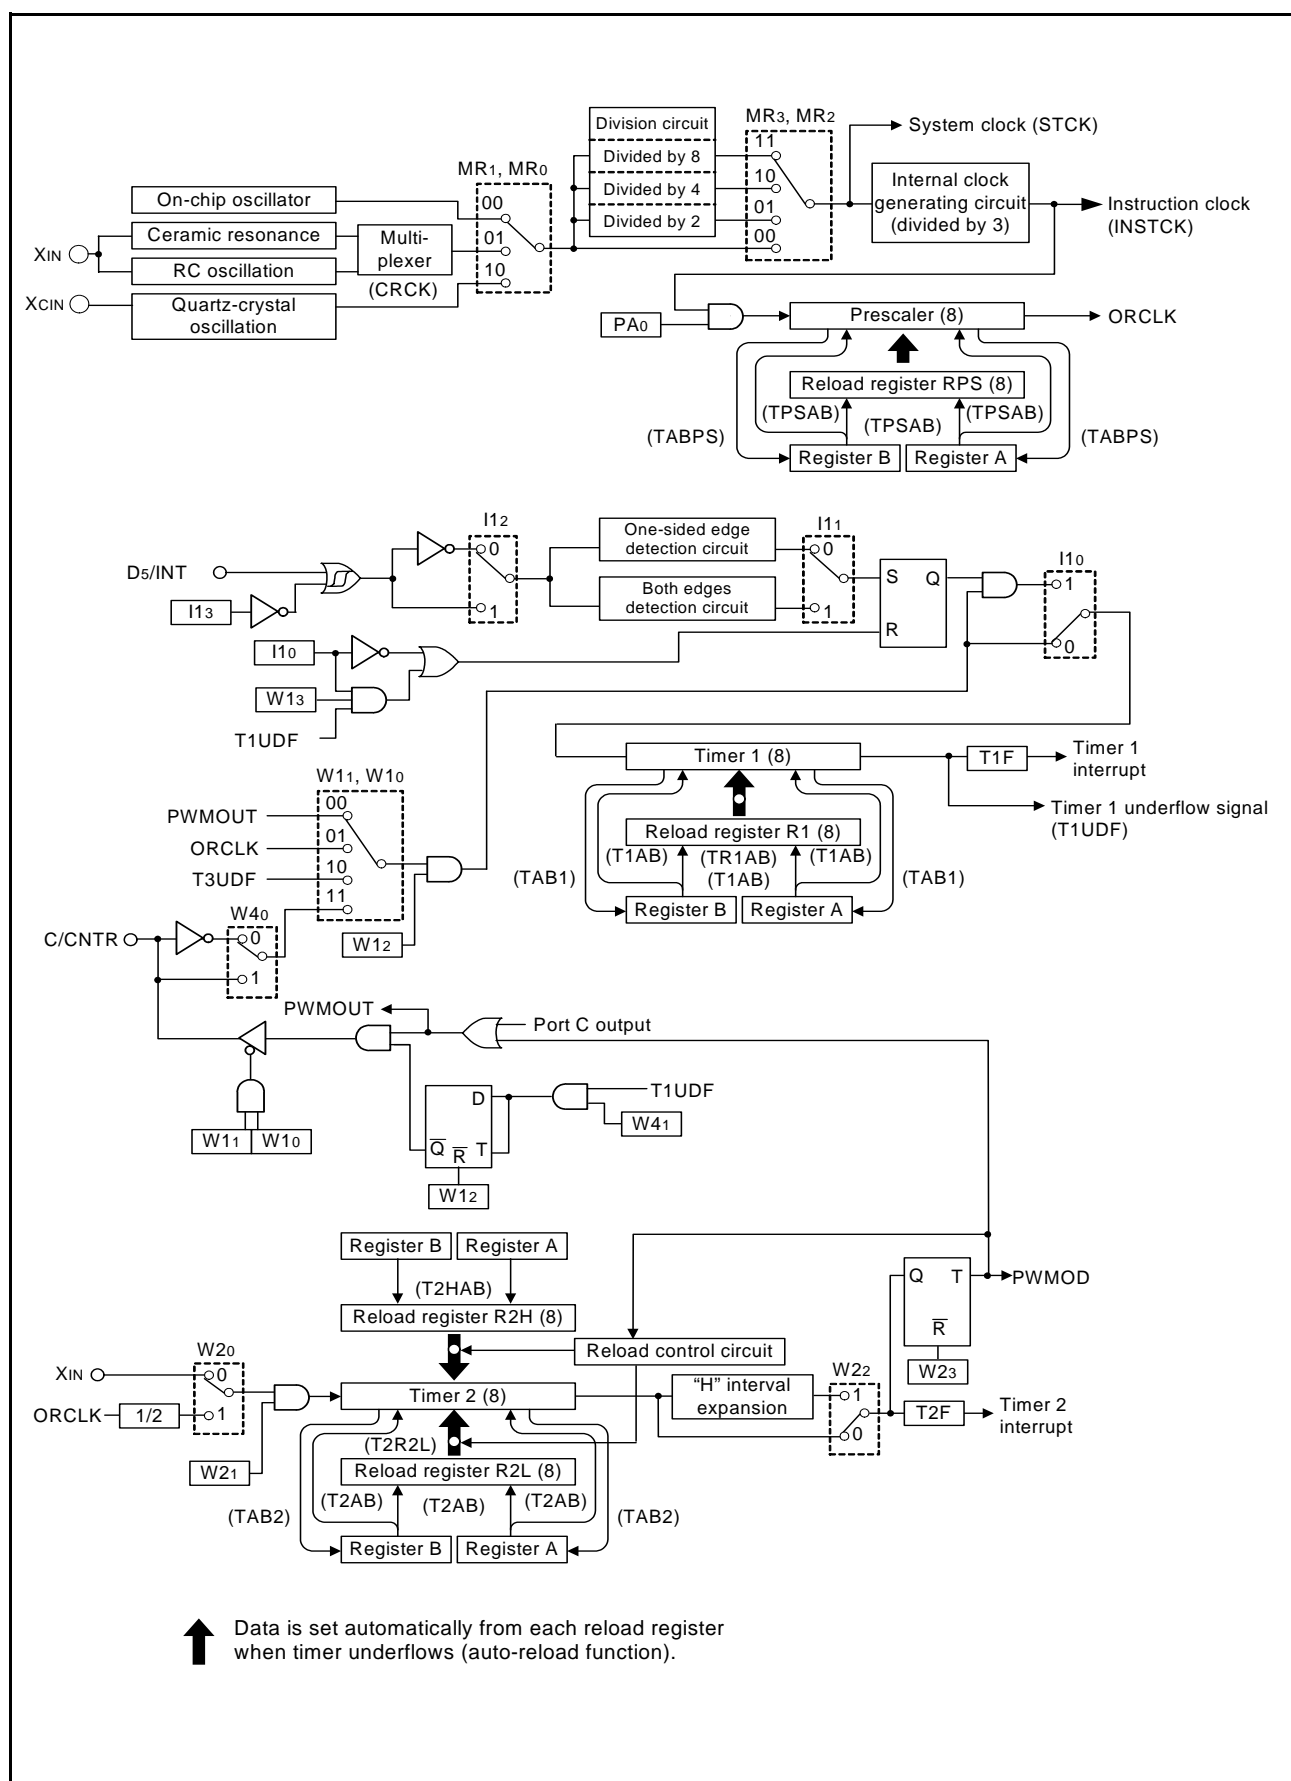 Division circuit
MR3, MR2
System clock (STCK)
11
Divided by 8
MR1, MR0
10
Divided by 4
Internal clock
generating circuit
(divided by 3)
On-chip oscillator
00
01
Divided by 2
Instruction clock
(INSTCK)
Ceramic resonance
Multi-
plexer
01
00
XIN
RC oscillation
10
(CRCK)
XCIN
Quartz-crystal
oscillation
PA0
Prescaler (8)
ORCLK
Reload register RPS (8)
(TPSAB)
(TPSAB)
(TPSAB)
(TABPS)
(TABPS)
Register B
Register A
I12
One-sided edge
detection circuit
I11
0
0
D5/INT
S
Q
I10
Both edges
detection circuit
1
I13
1
1
R
I10
0
W13
T1UDF
Timer 1 (8)
T1F
Timer 1
interrupt
W11, W10
00
PWMOUT
Timer 1 underflow signal
(T1UDF)
Reload register R1 (8)
01
ORCLK
(T1AB)
(TR1AB)
(T1AB)
10
T3UDF
(TAB1)
(T1AB)
(TAB1)
11
Register B
Register A
W40
C/CNTR
0
W12
1
PWMOUT
Port C output
T1UDF
D
W41
W11
W10
Q
R
T
W12
Register B
Register A
Q
T
PWMOD
(T2HAB)
Reload register R2H (8)
R
W20
Reload control circuit
W22
W23
XIN
0
Timer 2 (8)
"H" interval
expansion
1
ORCLK
1/2
1
T2F
Timer 2
interrupt
0
(T2R2L)
W21
Reload register R2L (8)
(T2AB)
(T2AB)
(T2AB)
(TAB2)
(TAB2)
Register B
Register A
Data is set automatically from each reload register
when timer underflows (auto-reload function).